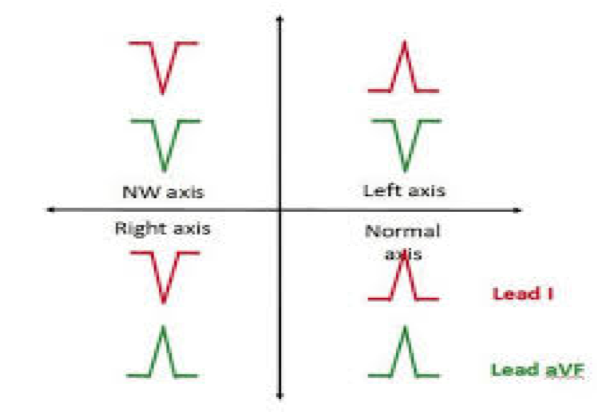 NW axis
Left axis
Right axis
Normal
axis
Lead I
Lead aVF